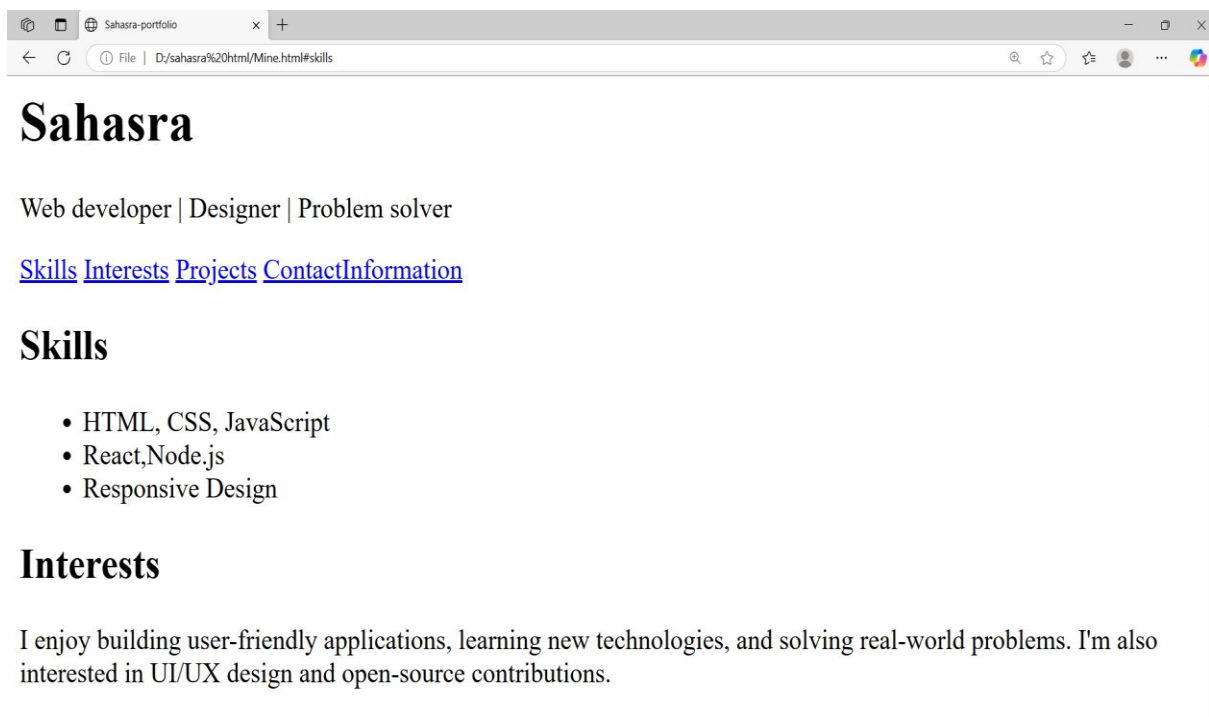 Sahasra-portfolio
File | D:/sahasra%20html/Mine.html#skills
Sahasra
Web developer | Designer | Problem solver
Skills Interests Projects ContactInformation
Skills
• HTML, CSS, JavaScript
• React,Node.js
• Responsive Design
Interests
I enjoy building user-friendly applications, learning new technologies, and solving real-world problems. I'm also
interested in UI/UX design and open-source contributions.